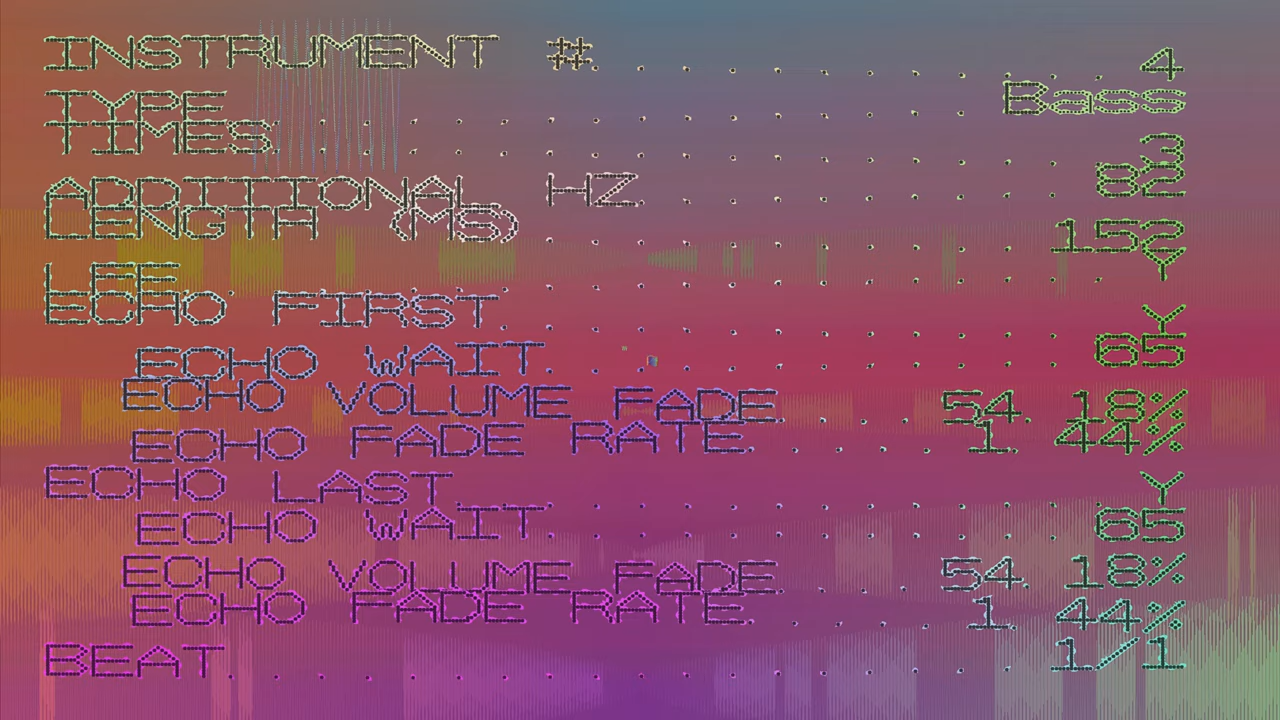 INSTRUMENT #. . . . . . . . . . . . 4
TYPE. . . . . . . . . . . . . . . . . Bass
TIMES. . . . . . . . . . . . . . . . . . . 3
ADDITIONAL HZ. . . . . . . . . . 82
LENGTH (MS). . . . . . . . . . . . 152
LFE. . . . . . . . . . . . . . . . . . . . Y
ECHO FIRST. . . . . . . . . . . . . . Y
ECHO WAIT. . . . . . . . . . . . 65
ECHO VOLUME FADE. . . . 54. 18%
ECHO FADE RATE. . . . . 1. 44%
ECHO LAST. . . . . . . . . . . . . . Y
ECHO WAIT. . . . . . . . . . . . 65
ECHO VOLUME FADE. . . . 54. 18%
ECHO FADE RATE. . . . . 1. 44%
BEAT. . . . . . . . . . . . . . . . . . 1/1